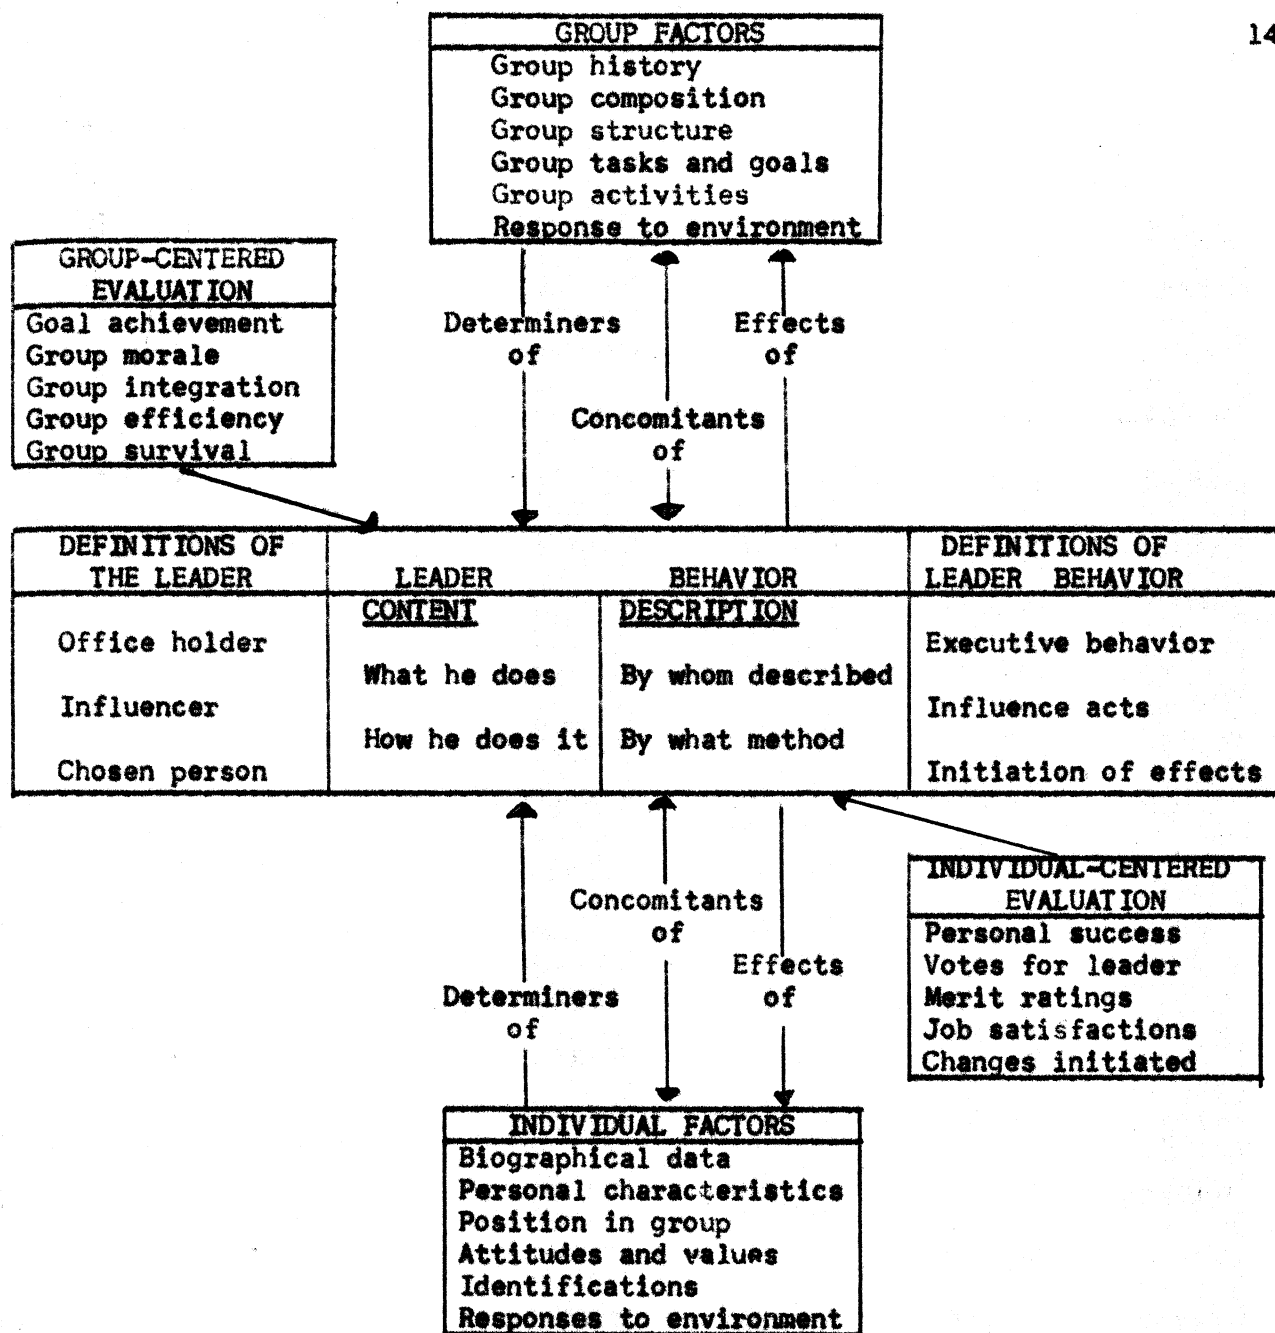 14
GROUP FACTORS
Group history
Group composition
Group structure
Group tasks and goals
Group activities
Response to environment
GROUP-CENTERED
EVALUATION
Goal achievement
Group morale
Group integration
Group efficiency
Group survival
Determiners
of
Effects
of
Concomitants
of
DEFINITIONS OF
THE LEADER
Office holder
Influencer
Chosen person
LEADER BEHAVIOR
CONTENT
What he does
How he does it
DESCRIPTION
By whom described
By what method
DEFINITIONS OF
LEADER BEHAVIOR
Executive behavior
Influence acts
Initiation of effects
Concomitants
of
Effects
of
Determiners
of
INDIVIDUAL-CENTERED
EVALUATION
Personal success
Votes for leader
Merit ratings
Job satisfactions
Changes initiated
INDIVIDUAL FACTORS
Biographical data
Personal characteristics
Position in group
Attitudes and values
Identifications
Responses to environment